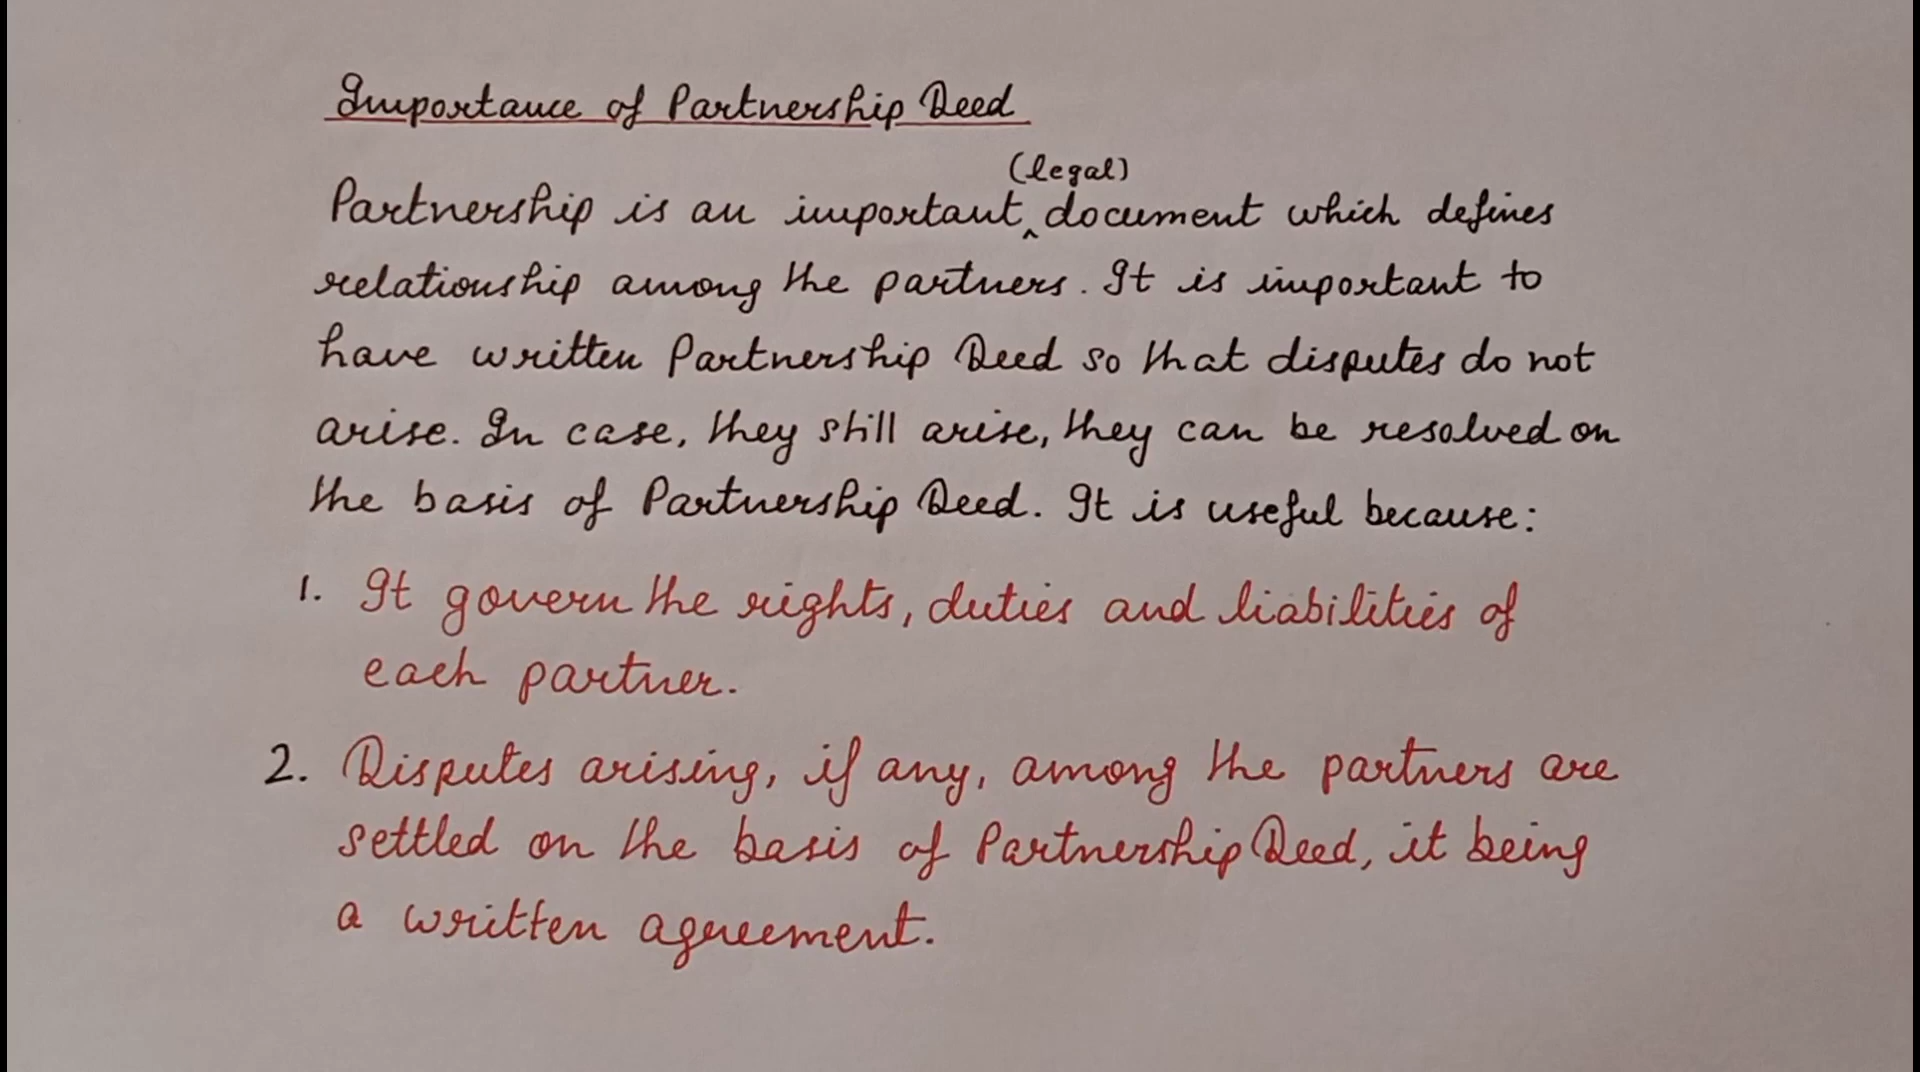 Importance of Partnership Deed
(legal)
Partnership is an important ‸ document which defines
relationship among the partners. It is important to
have written Partnership Deed so that disputes do not
arise. In case, they still arise, they can be resolved on
the basis of Partnership Deed. It is useful because:
1. It govern the rights, duties and liabilities of
each partner.
2. Disputes arising, if any, among the partners are
settled on the basis of Partnership Deed, it being
a written agreement.